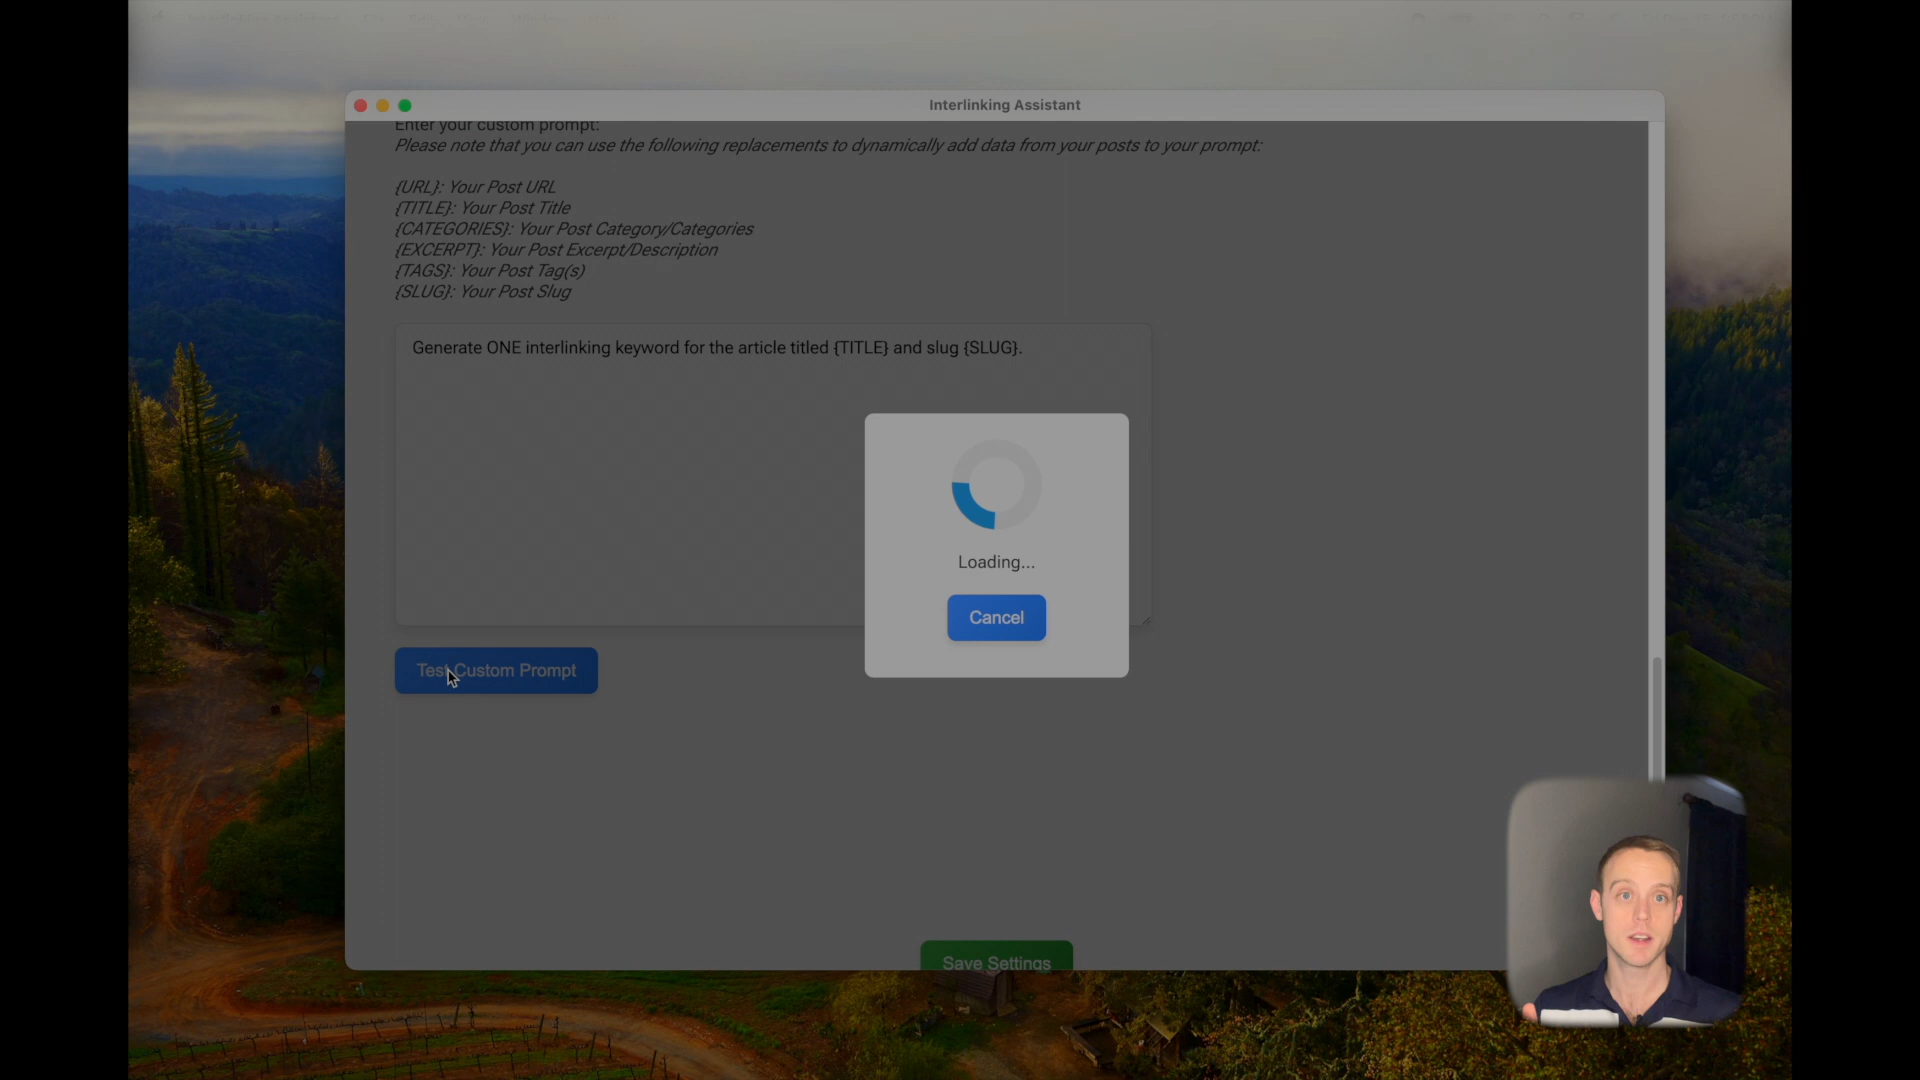 Interlinking Assistant
Enter your custom prompt:
Please note that you can use the following replacements to dynamically add data from your posts to your prompt:
{URL}: Your Post URL
{TITLE}: Your Post Title
{CATEGORIES}: Your Post Category/Categories
{EXCERPT}: Your Post Excerpt/Description
{TAGS}: Your Post Tag(s)
{SLUG}: Your Post Slug
Generate ONE interlinking keyword for the article titled {TITLE} and slug {SLUG}.
Loading...
Cancel
Test Custom Prompt
Save Settings